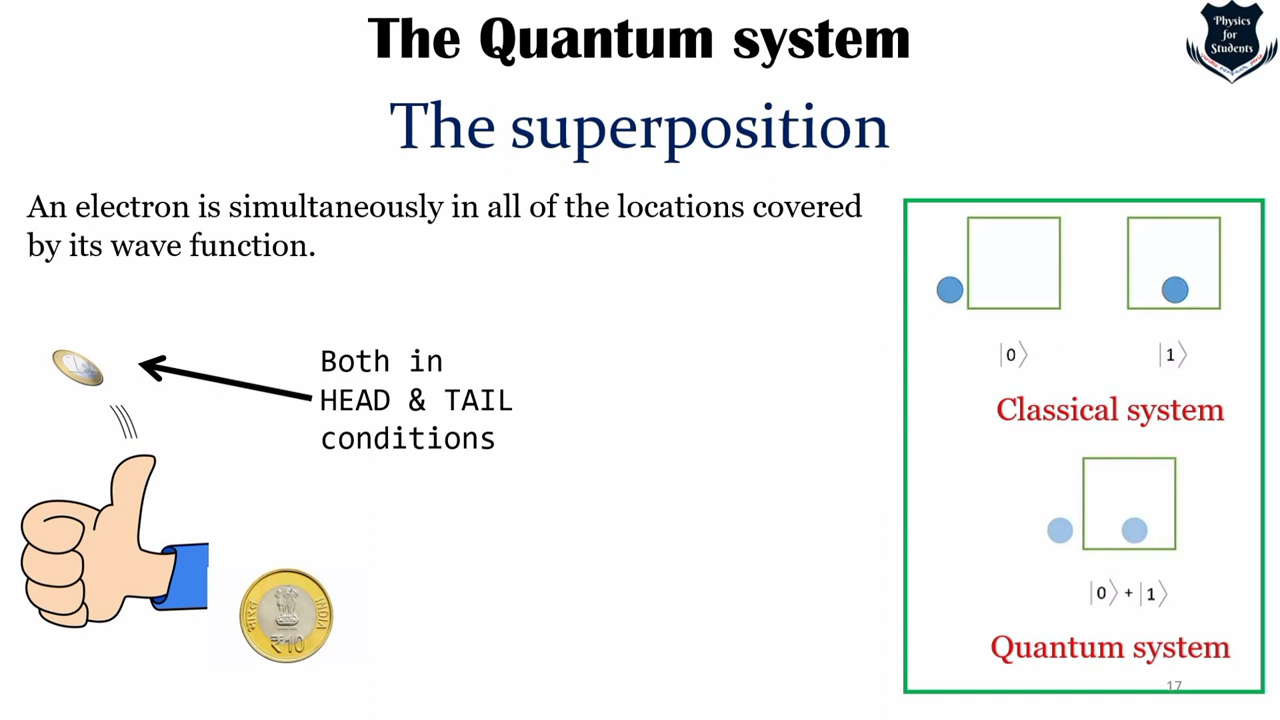 The Quantum system
Physics
for
Students
The superposition
An electron is simultaneously in all of the locations covered
by its wave function.
Both in
HEAD & TAIL
conditions
भारत
INDIA
₹10
|0⟩
|1⟩
Classical system
|0⟩ + |1⟩
Quantum system
17